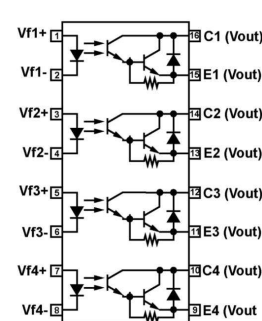 Vf1+ 1 16 C1 (Vout)
Vf1- 2 15 E1 (Vout)
Vf2+ 3 14 C2 (Vout)
Vf2- 4 13 E2 (Vout)
Vf3+ 5 12 C3 (Vout)
Vf3- 6 11 E3 (Vout)
Vf4+ 7 10 C4 (Vout)
Vf4- 8 9 E4 (Vout